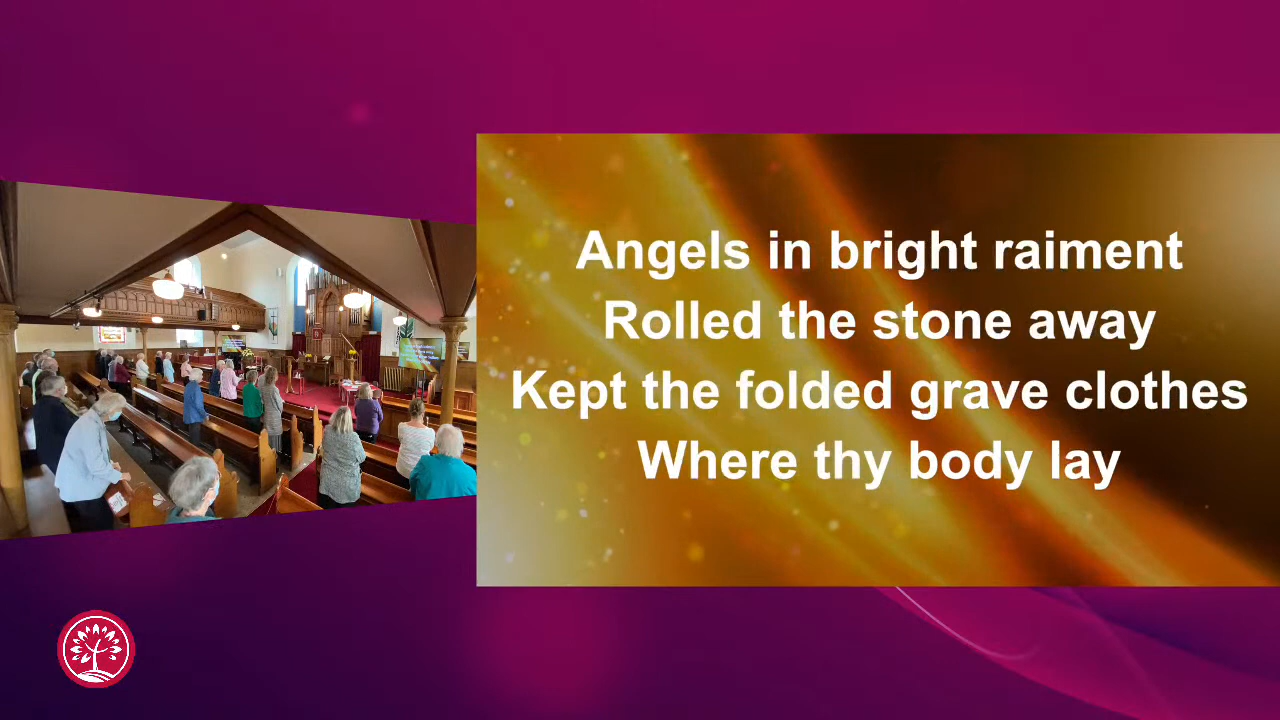 Angels in bright raiment
Rolled the stone away
Kept the folded grave clothes
Where thy body lay